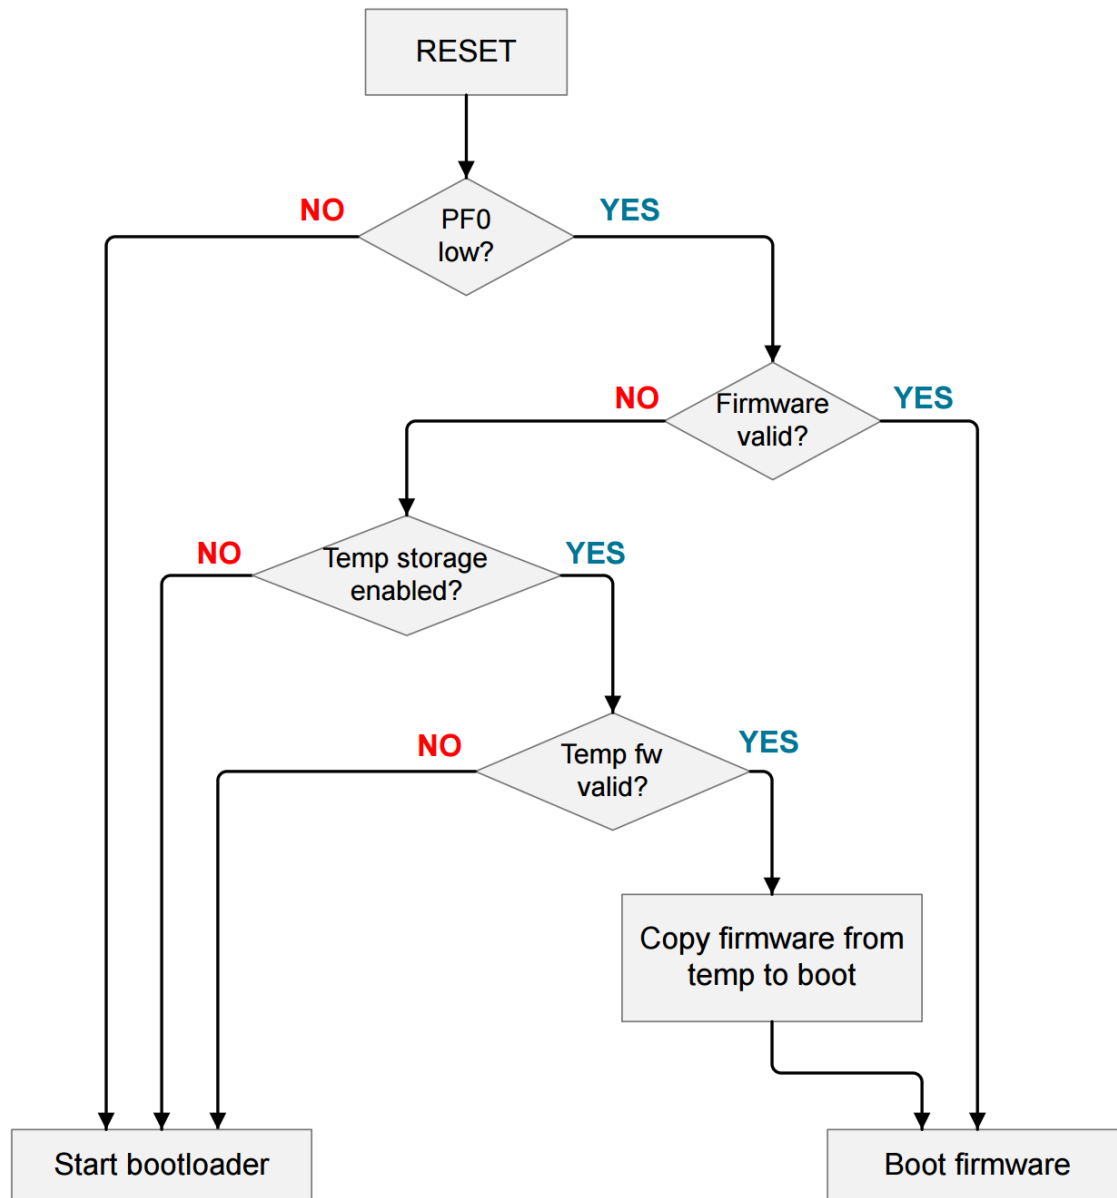 RESET
NO
YES
PF0
low?
NO
YES
Firmware
valid?
NO
YES
Temp storage
enabled?
NO
YES
Temp fw
valid?
Copy firmware from
temp to boot
Start bootloader
Boot firmware